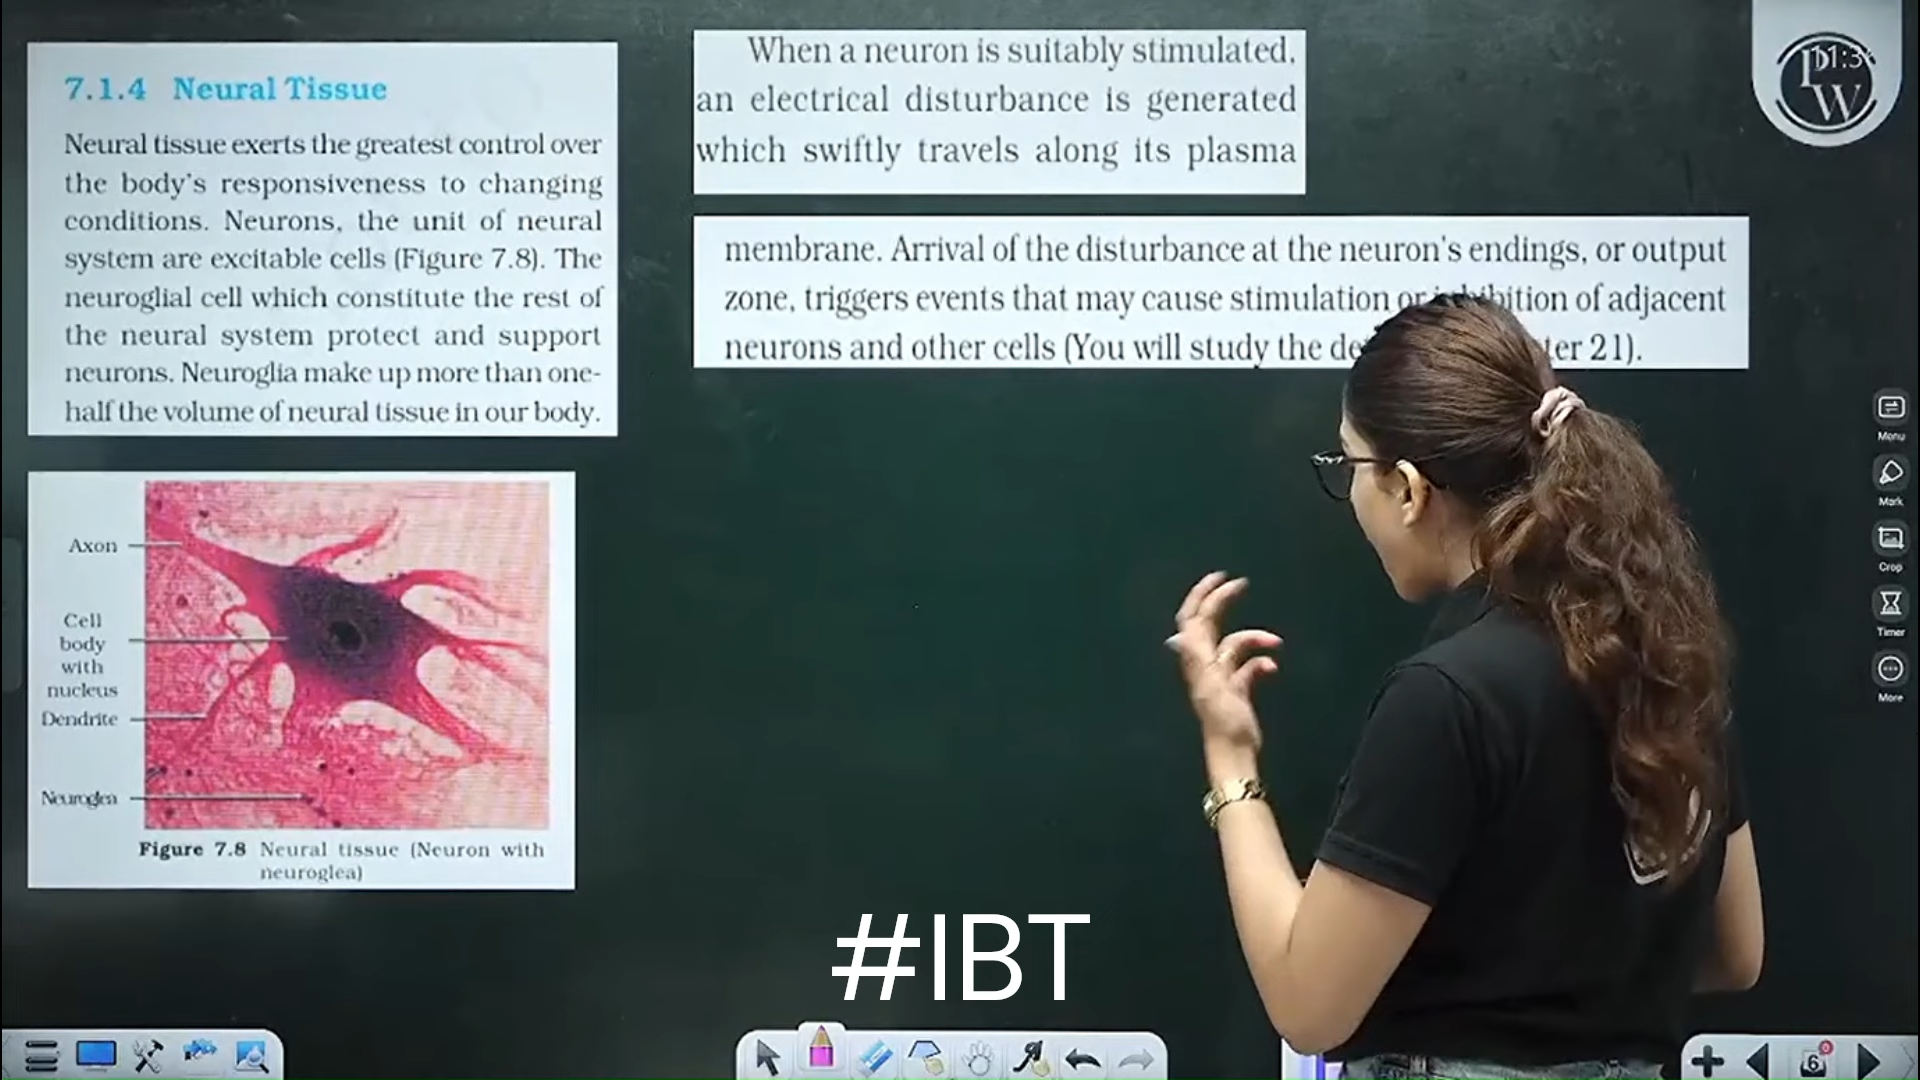 7.1.4 Neural Tissue
Neural tissue exerts the greatest control over
the body's responsiveness to changing
conditions. Neurons, the unit of neural
system are excitable cells (Figure 7.8). The
neuroglial cell which constitute the rest of
the neural system protect and support
neurons. Neuroglia make up more than one-
half the volume of neural tissue in our body.
Axon
Cell
body
with
nucleus
Dendrite
Neuroglea
Figure 7.8 Neural tissue (Neuron with
neuroglea)
When a neuron is suitably stimulated,
an electrical disturbance is generated
which swiftly travels along its plasma
membrane. Arrival of the disturbance at the neuron's endings, or output
zone, triggers events that may cause stimulation or of adjacent
neurons and other cells (You will study the 21).
PW
Menu
Mark
Crop
Timer
More
#IBT
6
0